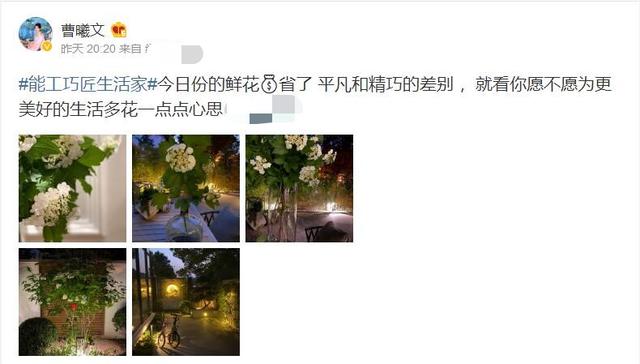 曹曦文
昨天 20:20 来自
#能工巧匠生活家#今日份的鲜花💰省了 平凡和精巧的差别 ，就看你愿不愿为更
美好的生活多花一点点心思